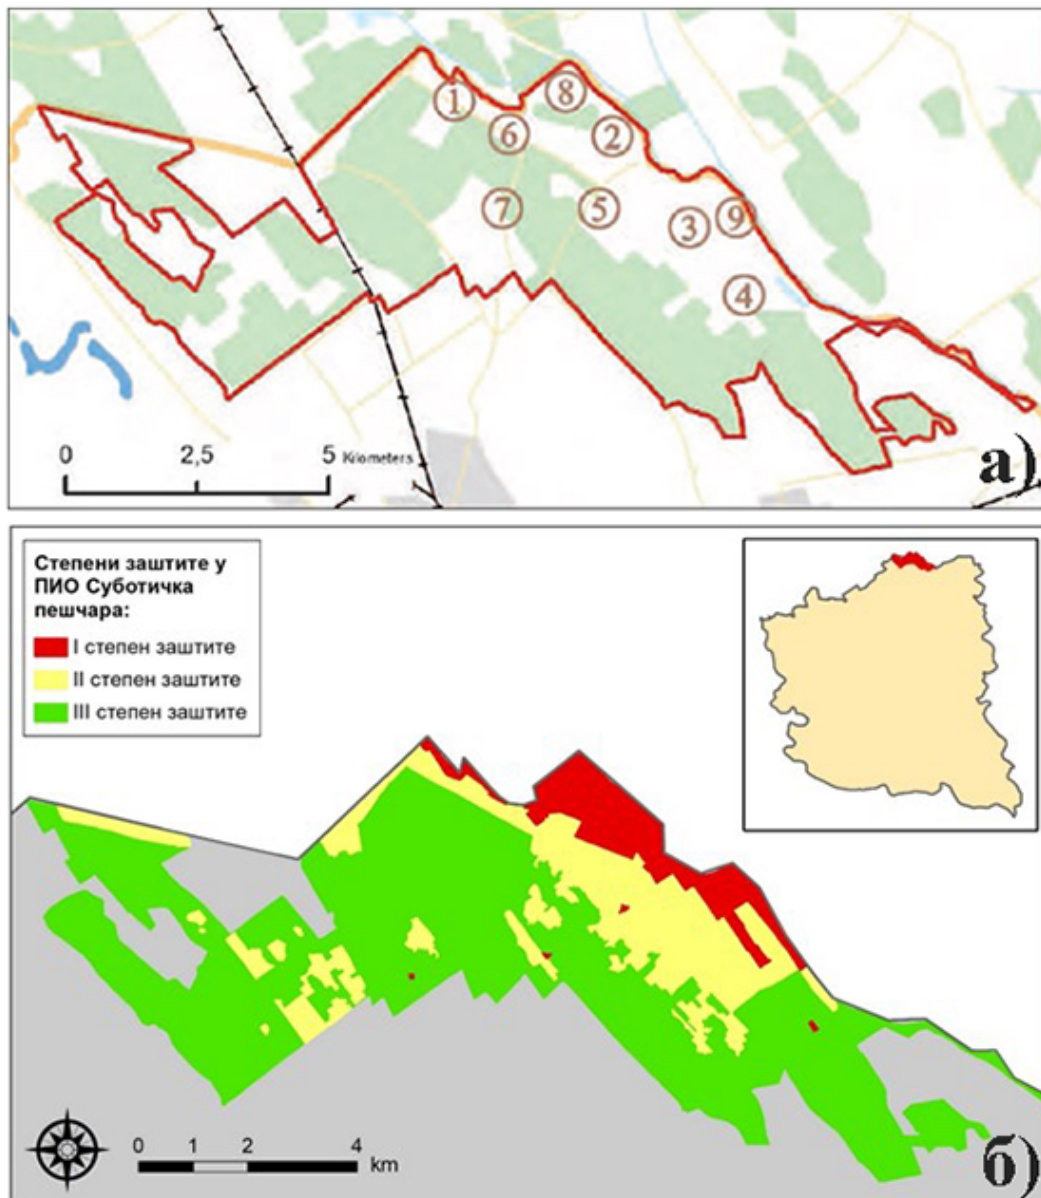 ①
⑧
⑥
②
⑦
⑤
③
⑨
④
0 2,5 5 Kilometers
а)
Степени заштите у
ПИО Суботичка
пешчара:
I степен заштите
II степен заштите
III степен заштите
0 1 2 4
km
б)